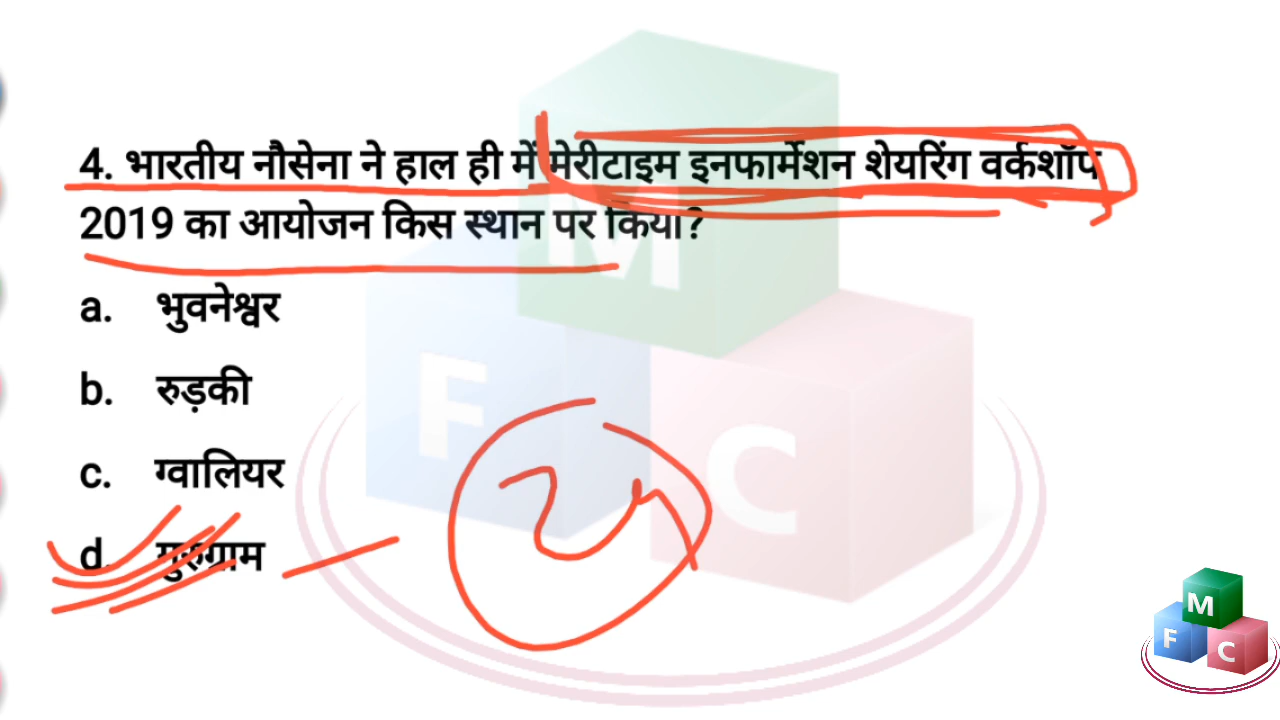 4. भारतीय नौसेना ने हाल ही में मेरीटाइम इनफार्मेशन शेयरिंग वर्कशॉप
2019 का आयोजन किस स्थान पर किया?
a. भुवनेश्वर
b. रुड़की
c. ग्वालियर
d. गुरुग्राम
M
F
C
M
F
C